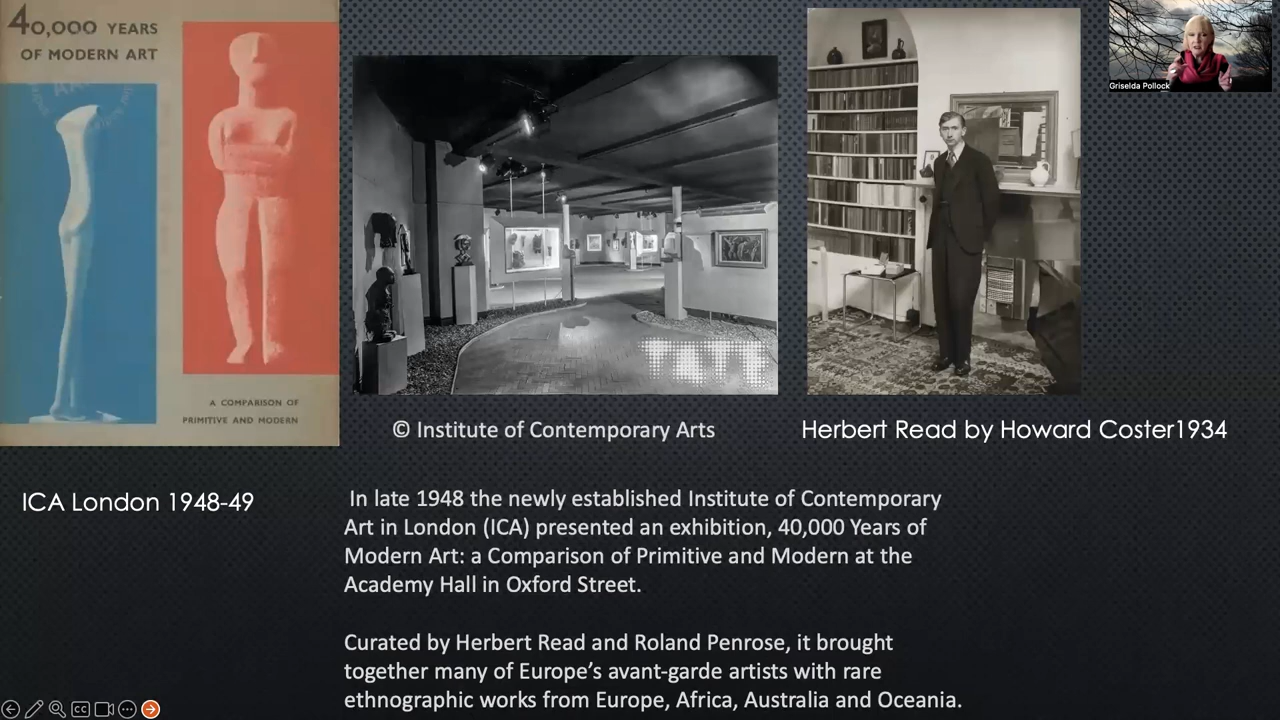 40,000 YEARS
OF MODERN ART
A COMPARISON OF
PRIMITIVE AND MODERN
TATE
Griselda Pollock
© Institute of Contemporary Arts
Herbert Read by Howard Coster1934
ICA London 1948-49
In late 1948 the newly established Institute of Contemporary
Art in London (ICA) presented an exhibition, 40,000 Years of
Modern Art: a Comparison of Primitive and Modern at the
Academy Hall in Oxford Street.
Curated by Herbert Read and Roland Penrose, it brought
together many of Europe’s avant-garde artists with rare
ethnographic works from Europe, Africa, Australia and Oceania.
CC